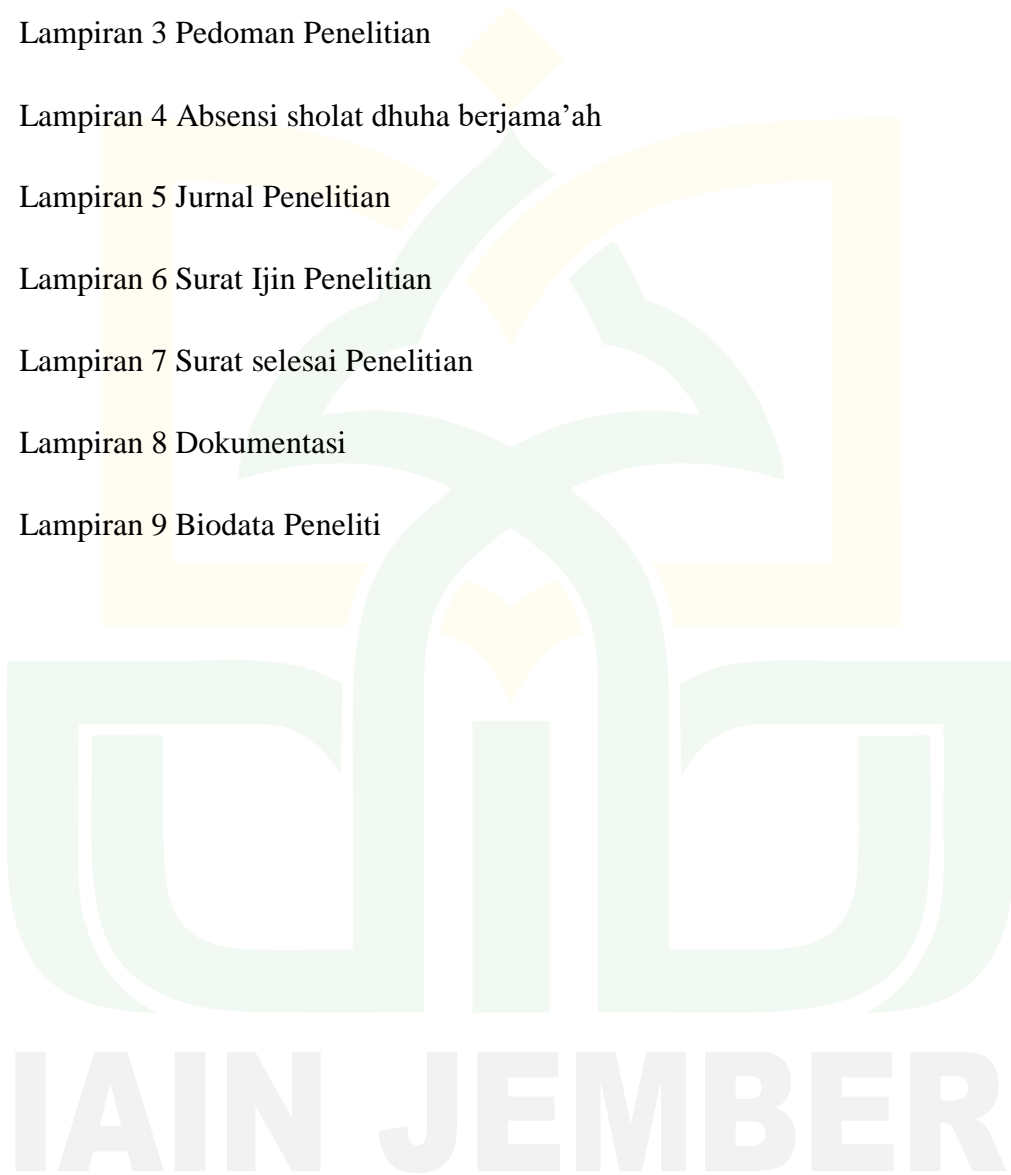 Lampiran 3 Pedoman Penelitian
Lampiran 4 Absensi sholat dhuha berjama’ah
Lampiran 5 Jurnal Penelitian
Lampiran 6 Surat Ijin Penelitian
Lampiran 7 Surat selesai Penelitian
Lampiran 8 Dokumentasi
Lampiran 9 Biodata Peneliti
IAIN JEMBER